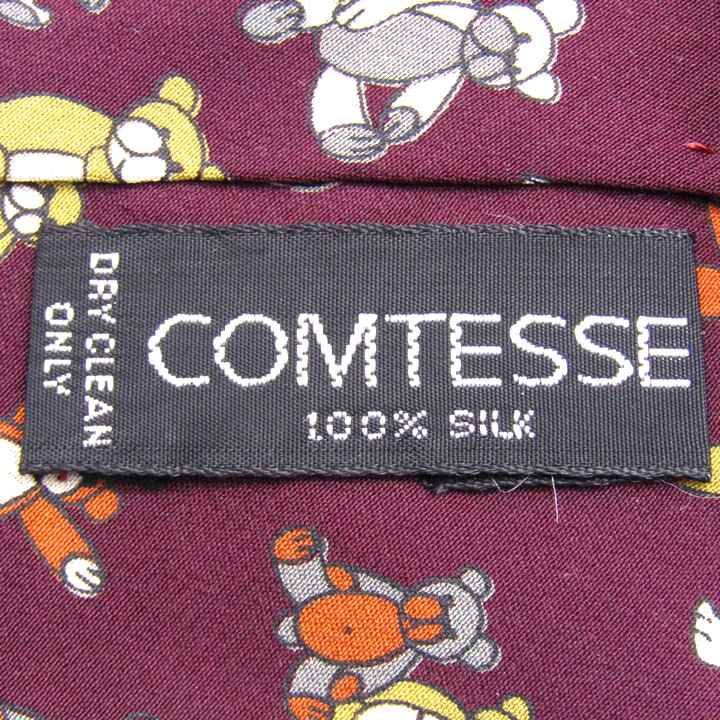 DRY CLEAN
ONLY
COMTESSE
100% SILK